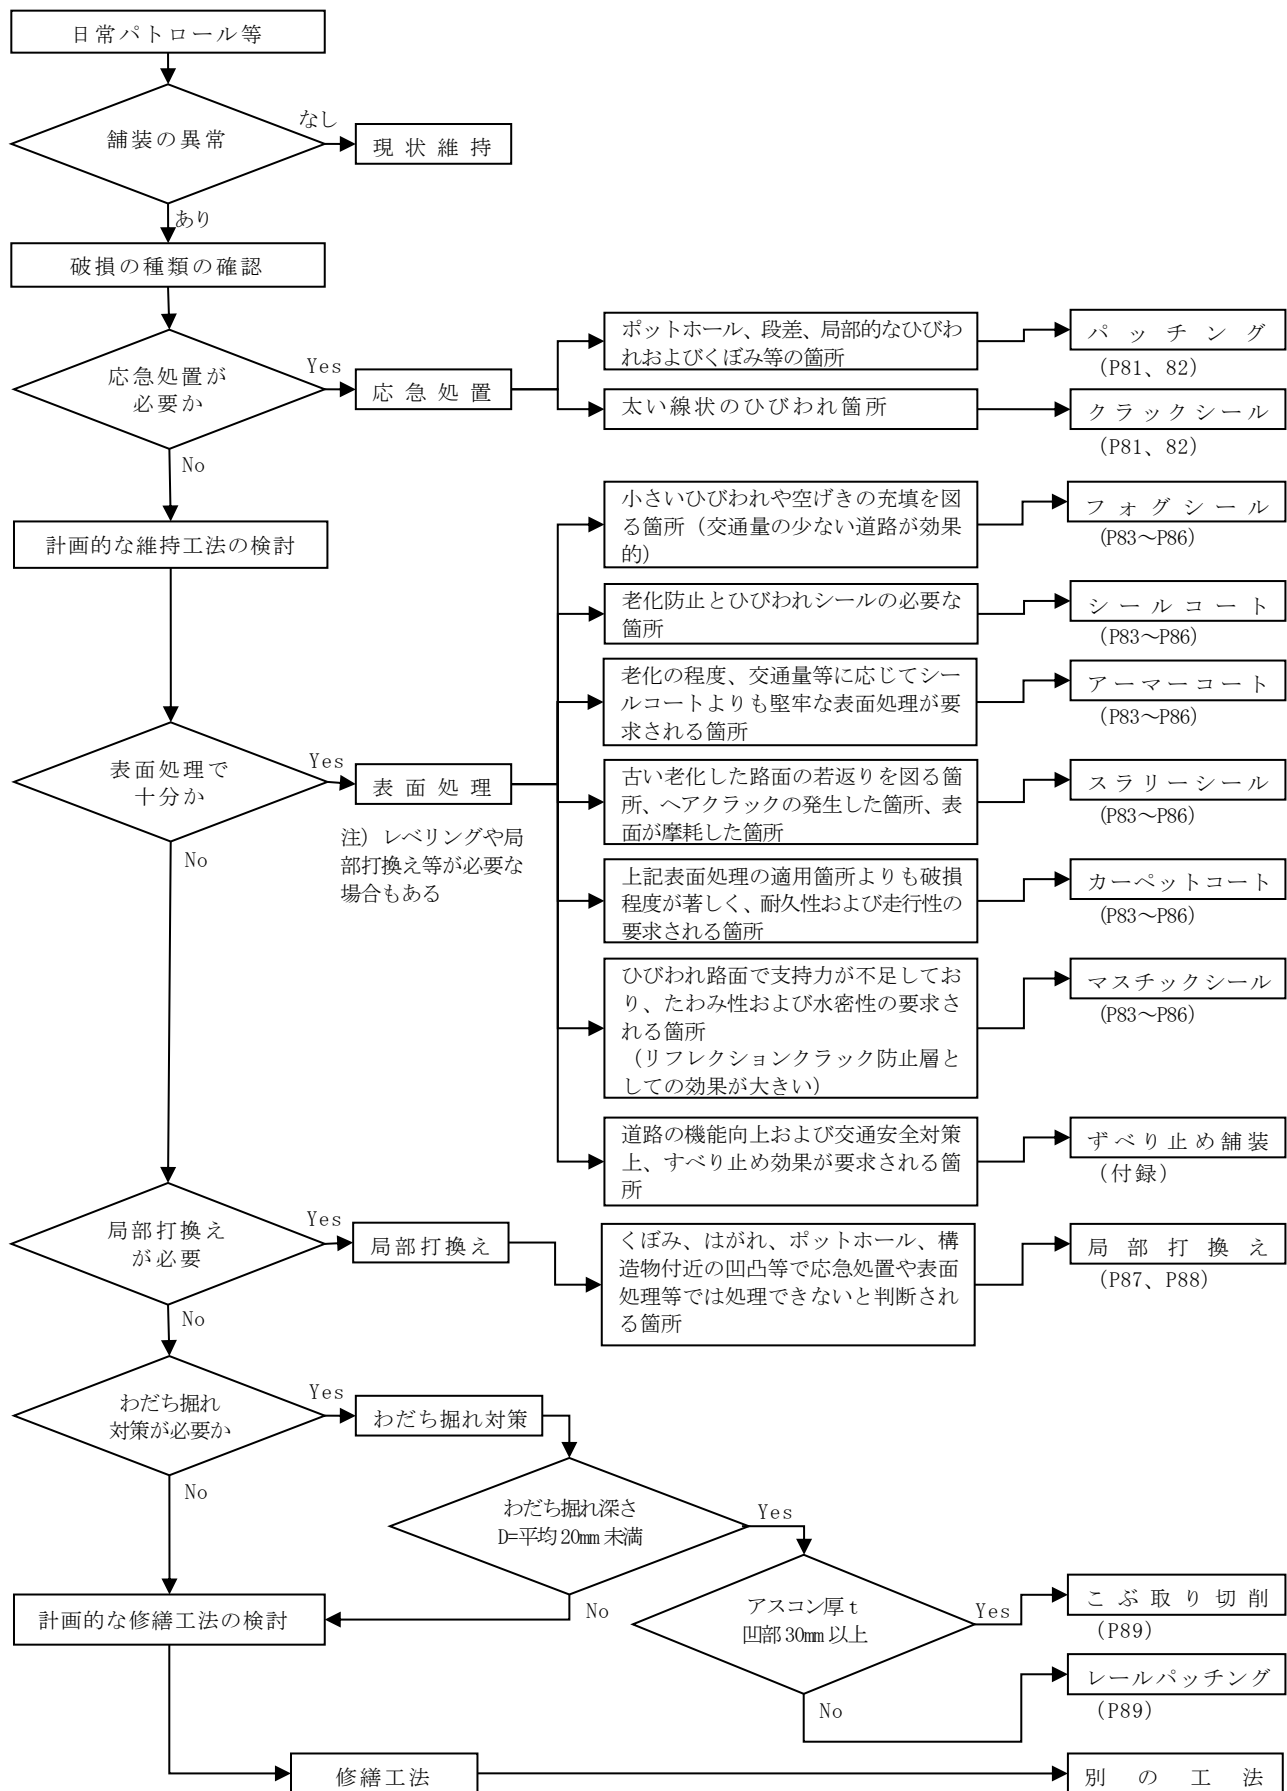 日常パトロール等
舗装の異常
なし
現状維持
あり
破損の種類の確認
応急処置が
必要か
Yes
応急処置
ポットホール、段差、局部的なひびわ
れおよびくぼみ等の箇所
パッチング
(P81、82)
太い線状のひびわれ箇所
クラックシール
(P81、82)
No
計画的な維持工法の検討
小さいひびわれや空げきの充填を図
る箇所（交通量の少ない道路が効果
的）
フォグシール
(P83～P86)
老化防止とひびわれシールの必要な
箇所
シールコート
(P83～P86)
老化の程度、交通量等に応じてシー
ルコートよりも堅牢な表面処理が要
求される箇所
アーマーコート
(P83～P86)
表面処理で
十分か
Yes
表面処理
注）レベリングや局
部打換え等が必要な
場合もある
古い老化した路面の若返りを図る箇
所、ヘアクラックの発生した箇所、表
面が摩耗した箇所
スラリーシール
(P83～P86)
上記表面処理の適用箇所よりも破損
程度が著しく、耐久性および走行性の
要求される箇所
カーペットコート
(P83～P86)
ひびわれ路面で支持力が不足してお
り、たわみ性および水密性の要求さ
れる箇所
（リフレクションクラック防止層と
しての効果が大きい）
マスチックシール
(P83～P86)
道路の機能向上および交通安全対策
上、すべり止め効果が要求される箇
所
ずべり止め舗装
（付録）
No
局部打換え
が必要
Yes
局部打換え
くぼみ、はがれ、ポットホール、構
造物付近の凹凸等で応急処置や表面
処理等では処理できないと判断され
る箇所
局部打換え
(P87、P88)
No
わだち掘れ
対策が必要か
Yes
わだち掘れ対策
わだち掘れ深さ
D=平均20mm未満
Yes
No
アスコン厚t
凹部30mm以上
Yes
こぶ取り切削
(P89)
No
レールパッチング
(P89)
No
計画的な修繕工法の検討
修繕工法
別の工法